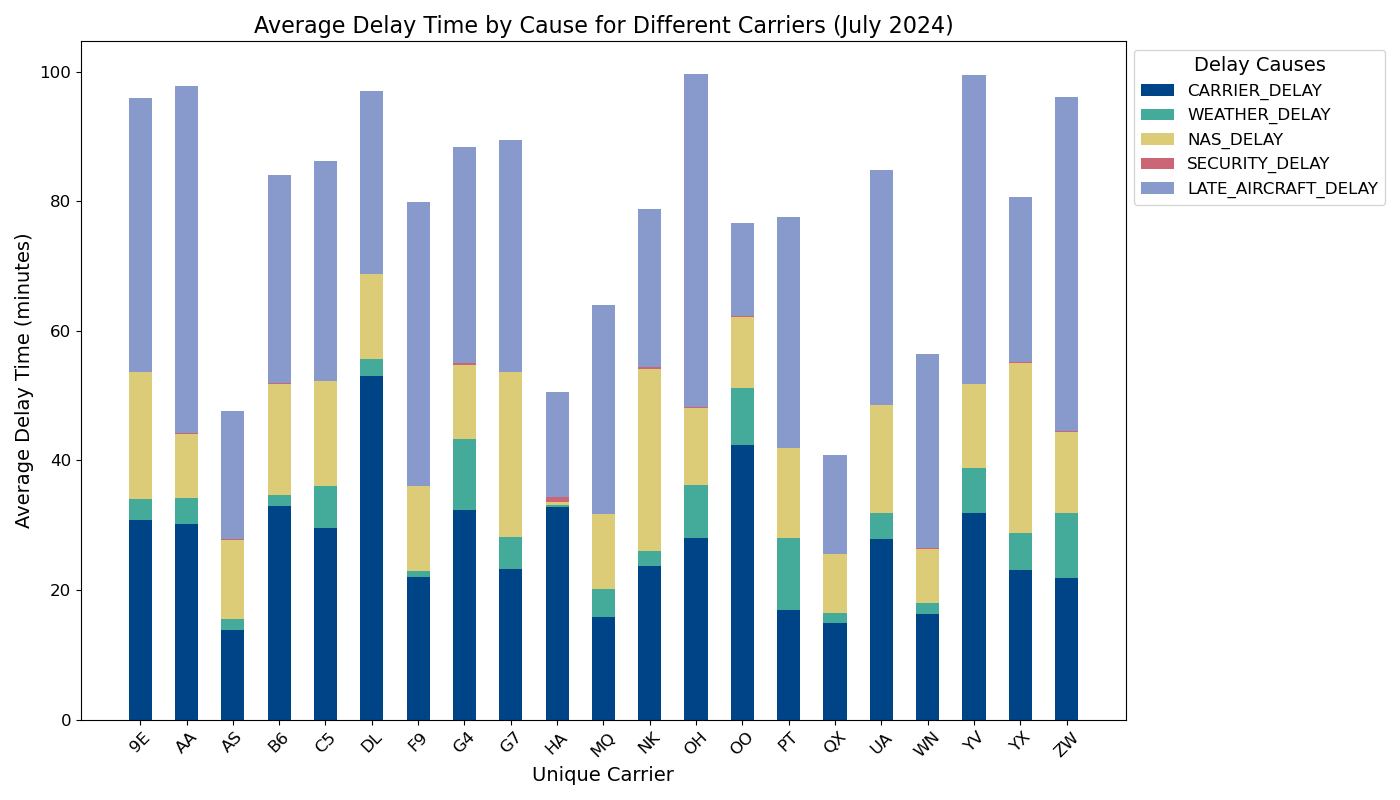 Average Delay Time by Cause for Different Carriers (July 2024)
Delay Causes
CARRIER_DELAY
WEATHER_DELAY
NAS_DELAY
SECURITY_DELAY
LATE_AIRCRAFT_DELAY
Average Delay Time (minutes)
100
80
60
40
20
0
9E AA AS B6 C5 DL F9 G4 G7 HA MQ NK OH OO PT QX UA WN YV YX ZW
Unique Carrier